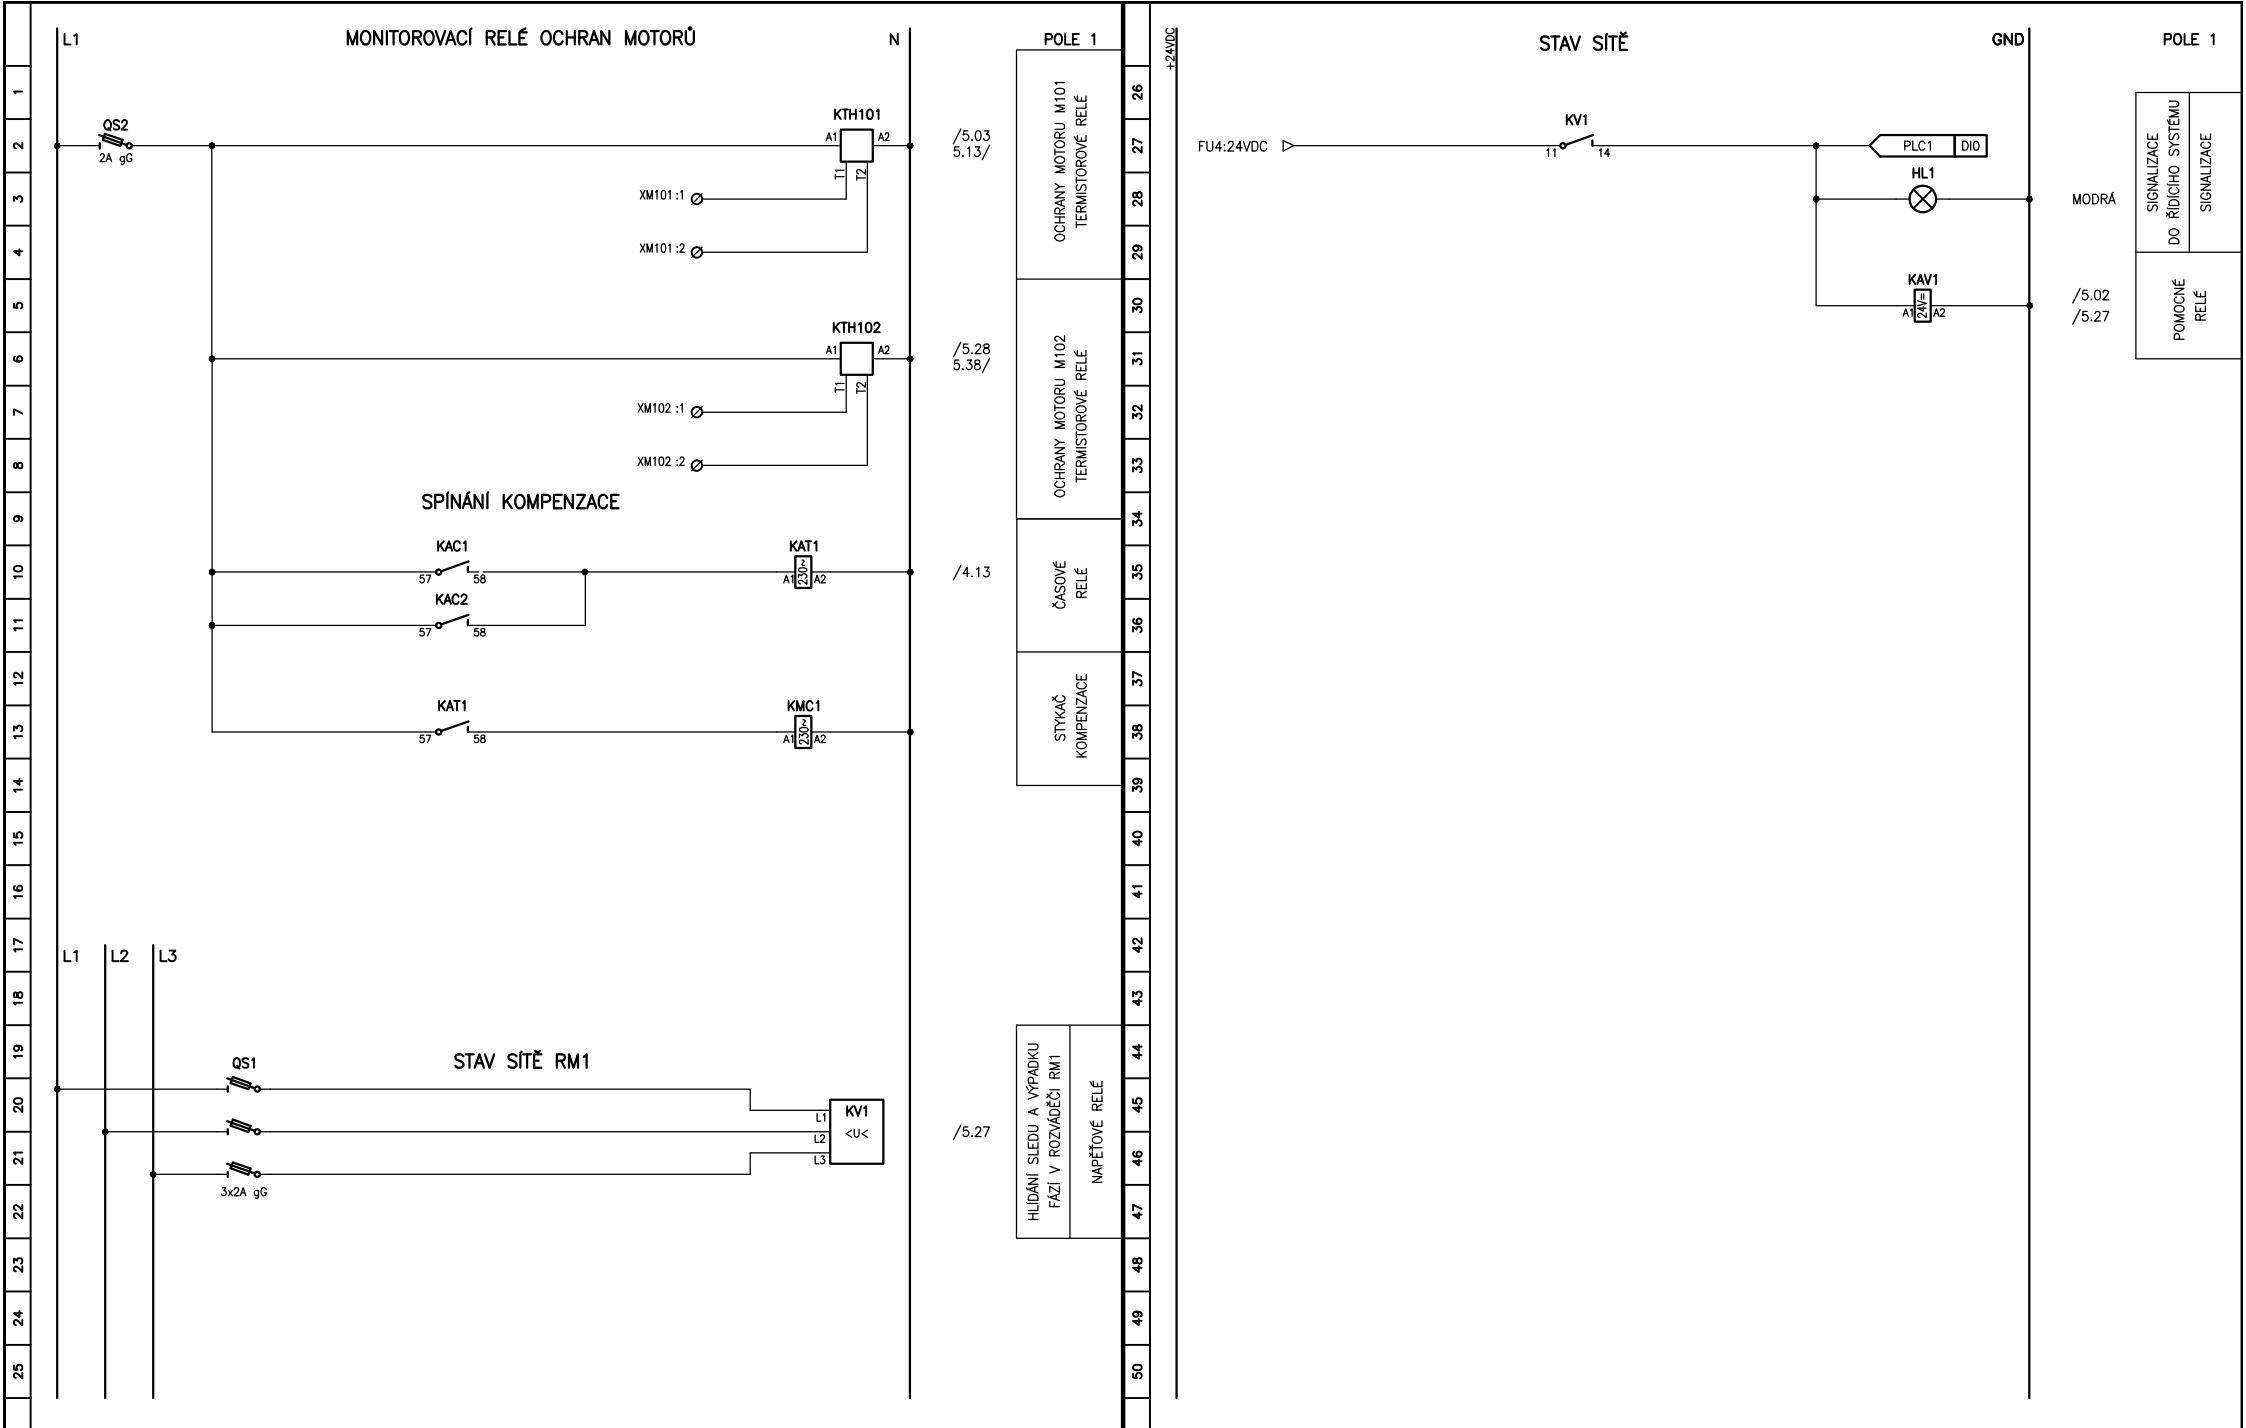 L1
MONITOROVACÍ RELÉ OCHRAN MOTORŮ
N
POLE 1
1
2
3
4
5
6
7
8
9
10
11
12
13
14
15
16
17
18
19
20
21
22
23
24
25
QS2
2A gG
KTH101
A1
A2
T1
T2
/5.03
5.13/
XM101:1
XM101:2
OCHRANY MOTORU M101
TERMISTOROVÉ RELÉ
KTH102
A1
A2
T1
T2
/5.28
5.38/
XM102:1
XM102:2
OCHRANY MOTORU M102
TERMISTOROVÉ RELÉ
SPÍNÁNÍ KOMPENZACE
KAC1
57
58
KAT1
A1
230~
A2
/4.13
ČASOVÉ
RELÉ
KAC2
57
58
KAT1
57
58
KMC1
A1
230~
A2
STYKAČ
KOMPENZACE
L1
L2
L3
STAV SÍTĚ RM1
QS1
3x2A gG
KV1
<U<
L1
L2
L3
/5.27
HLÍDÁNÍ SLEDU A VÝPADKU
FÁZÍ V ROZVÁDĚČI RM1
NAPĚŤOVÉ RELÉ
+24VDC
STAV SÍTĚ
GND
POLE 1
26
27
28
29
30
31
32
33
34
35
36
37
38
39
40
41
42
43
44
45
46
47
48
49
50
FU4:24VDC
KV1
11
14
PLC1
DI0
HL1
MODRÁ
SIGNALIZACE
DO ŘÍDÍCÍHO SYSTÉMU
SIGNALIZACE
KAV1
A1
24V=
A2
/5.02
/5.27
POMOCNÉ
RELÉ